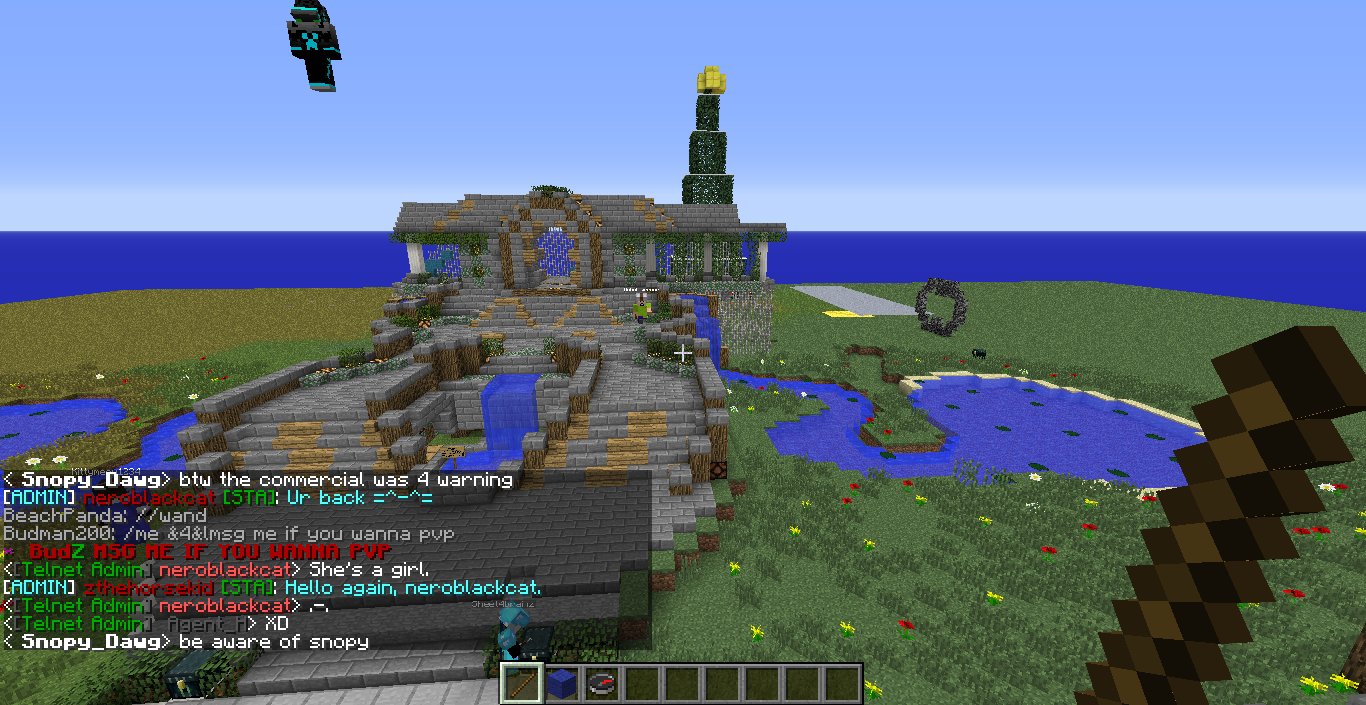 Kittymeow1234
< Snopy_Dawg> btw the commercial was 4 warning
[ADMIN] neroblackcat [STA]: Ur back =^-^=
BeachPanda: //wand
Budman200: /me &4&lmsg me if you wanna pvp
* BudZ MSG ME IF YOU WANNA PVP
<[Telnet Admin] neroblackcat> She's a girl.
[ADMIN] zthehorsekid [STA]: Hello again, neroblackcat.
<[Telnet Admin] neroblackcat> .-.
<[Telnet Admin] Agent_H> XD
< Snopy_Dawg> be aware of snopy